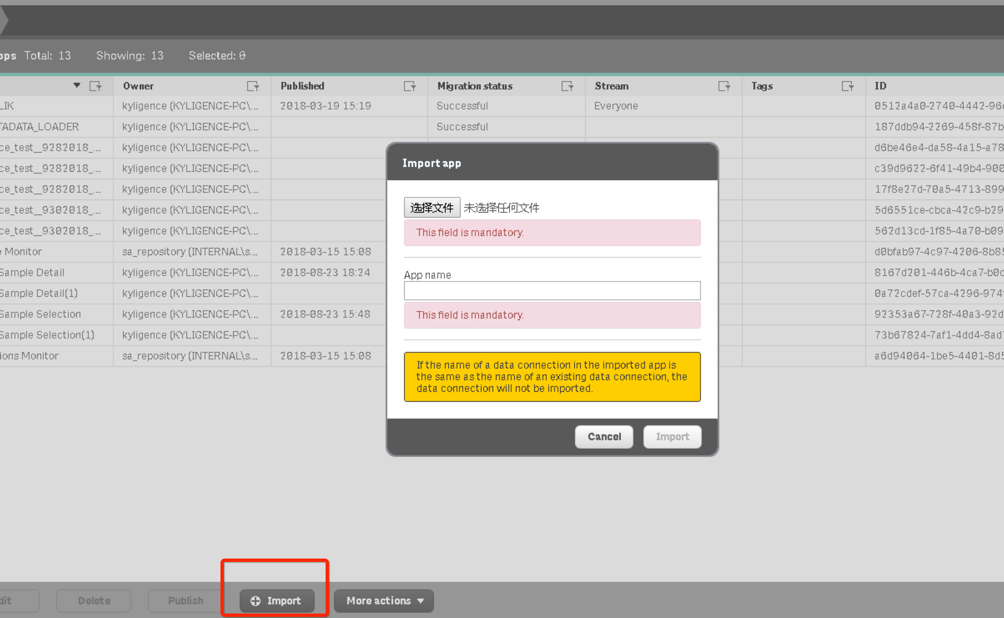 pps Total: 13 Showing: 13 Selected: 0
Owner Published Migration status Stream Tags ID
LIK kyligence (KYLIGENCE-PC\... 2018-03-19 15:19 Successful Everyone 0512a4a0-2740-4442-96
TADATA_LOADER kyligence (KYLIGENCE-PC\... Successful 187ddb94-2269-458f-87b
ce_test_9282018_... kyligence (KYLIGENCE-PC\... d6be46e4-da58-4a15-a78
ce_test_9282018_... kyligence (KYLIGENCE-PC\... c39d9622-6f41-49b4-900
ce_test_9282018_... kyligence (KYLIGENCE-PC\... 17f8e27d-70a5-4713-899
ce_test_9302018_... kyligence (KYLIGENCE-PC\... 5d6551ce-cbca-42c9-b29
ce_test_9302018_... kyligence (KYLIGENCE-PC\... 562d13cd-1f85-4a70-b09
e Monitor sa_repository (INTERNAL\s... 2018-03-15 15:08 d0bfab97-4c97-4206-8b85
Sample Detail kyligence (KYLIGENCE-PC\... 2018-08-23 18:24 8167d201-446b-4ca7-b0c
Sample Detail(1) kyligence (KYLIGENCE-PC\... 0a72cdef-57ca-4296-974
Sample Selection kyligence (KYLIGENCE-PC\... 2018-08-23 15:48 92353a67-728f-40a3-92d
Sample Selection(1) kyligence (KYLIGENCE-PC\... 73b67824-7af1-4dd4-8ad
ions Monitor sa_repository (INTERNAL\s... 2018-03-15 15:08 a6d94064-1be5-4401-8d5
Import app
选择文件 未选择任何文件
This field is mandatory.
App name
This field is mandatory.
If the name of a data connection in the imported app is
the same as the name of an existing data connection, the
data connection will not be imported.
Cancel Import
dit Delete Publish Import More actions